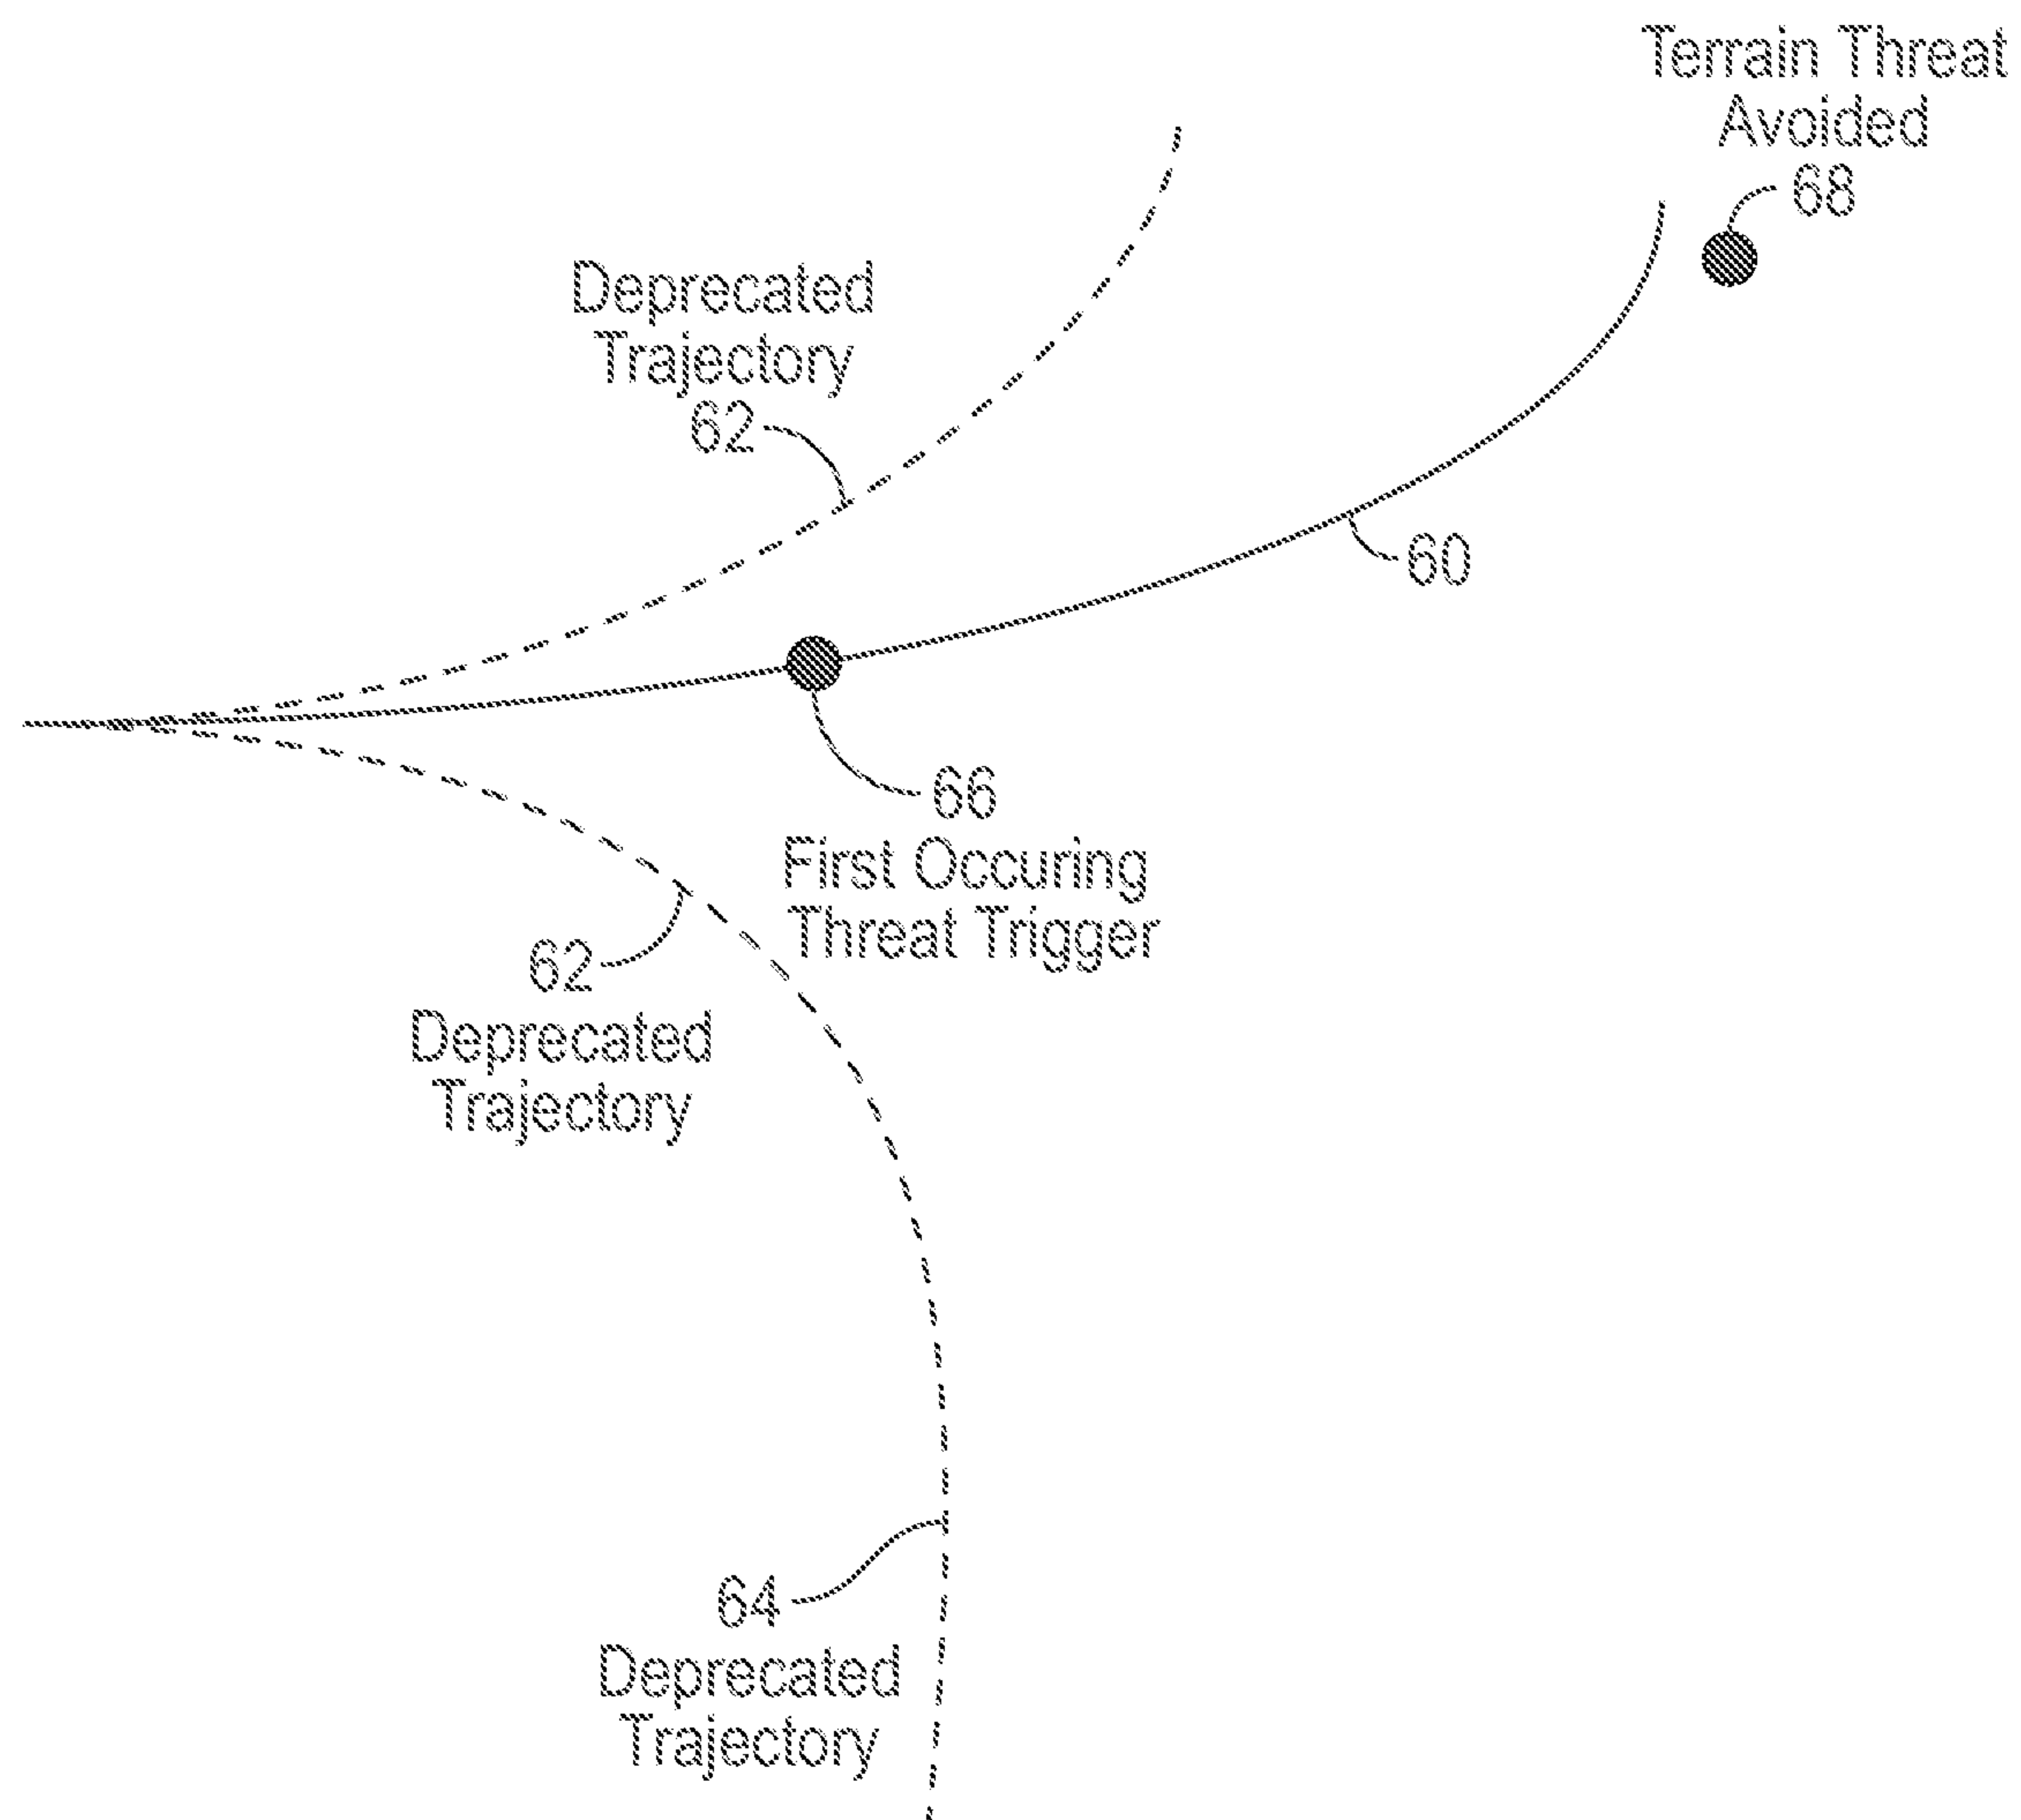 Terrain Threat
Avoided
68
Deprecated
Trajectory
62
60
66
First Occuring
Threat Trigger
62
Deprecated
Trajectory
64
Deprecated
Trajectory